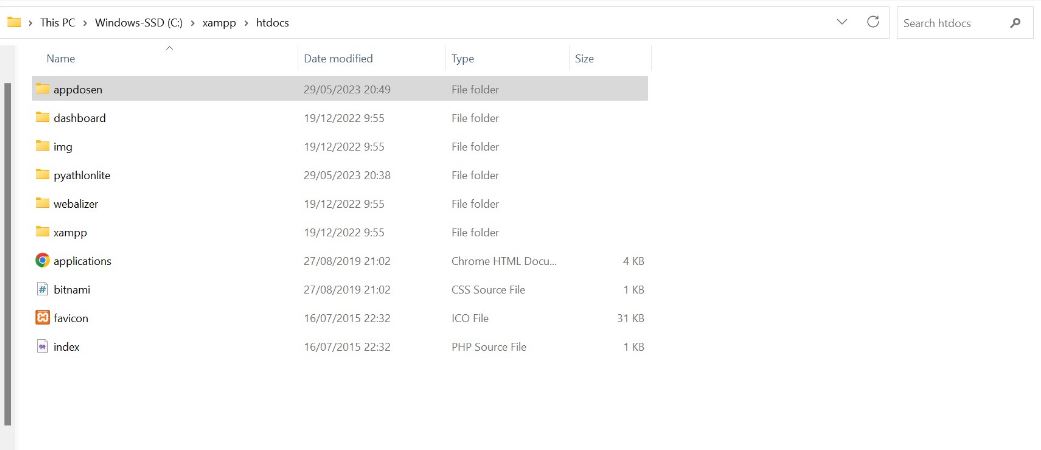 This PC > Windows-SSD (C:) > xampp > htdocs Search htdocs
Name Date modified Type Size
appdosen 29/05/2023 20:49 File folder
dashboard 19/12/2022 9:55 File folder
img 19/12/2022 9:55 File folder
pyathlonlite 29/05/2023 20:38 File folder
webalizer 19/12/2022 9:55 File folder
xampp 19/12/2022 9:55 File folder
applications 27/08/2019 21:02 Chrome HTML Docu... 4 KB
bitnami 27/08/2019 21:02 CSS Source File 1 KB
favicon 16/07/2015 22:32 ICO File 31 KB
index 16/07/2015 22:32 PHP Source File 1 KB